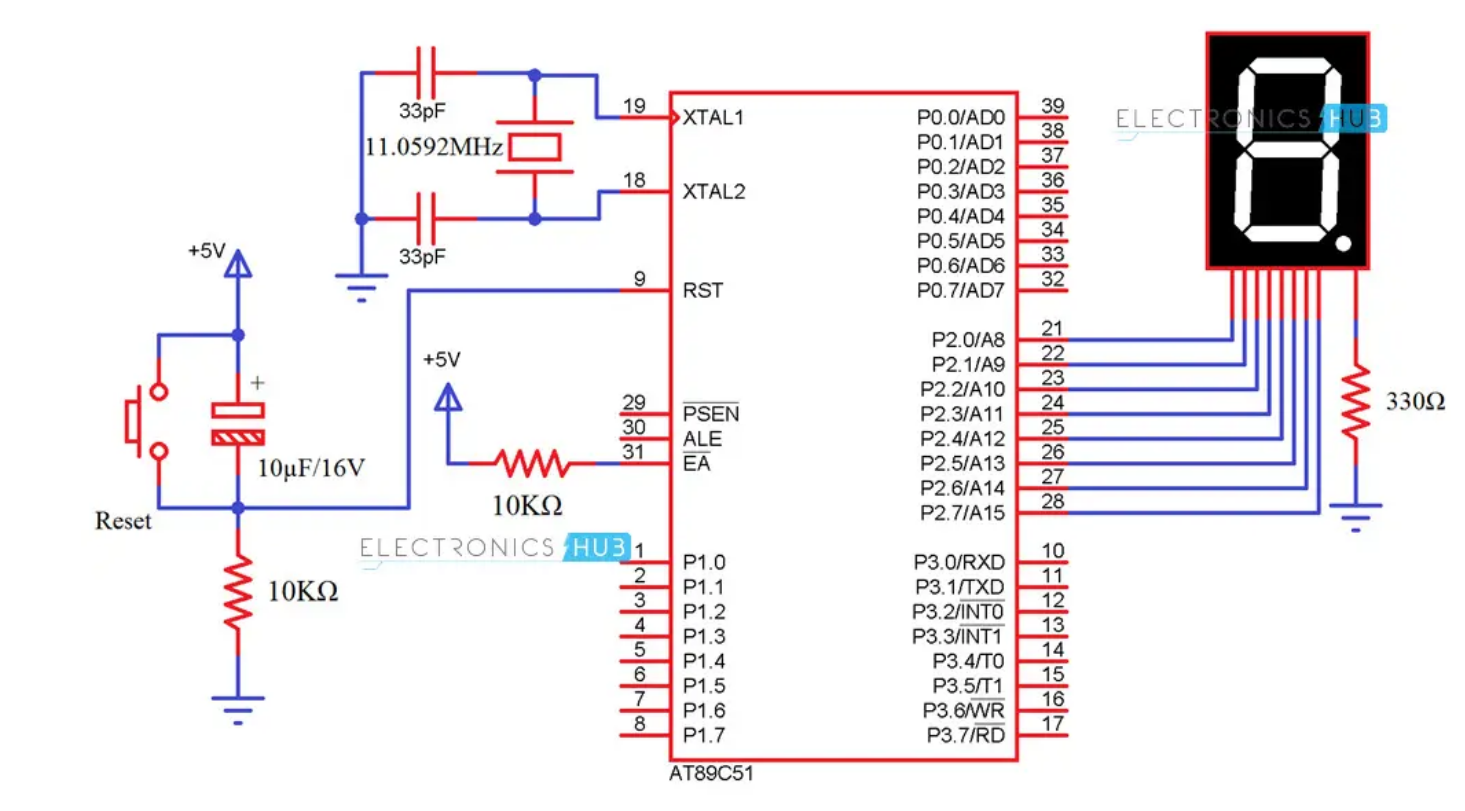 33pF
11.0592MHz
33pF
+5V
+
10µF/16V
Reset
10KΩ
+5V
10KΩ
ELECTRONICS HUB
19 XTAL1
18 XTAL2
9 RST
29 PSEN
30 ALE
31 EA
1 P1.0
2 P1.1
3 P1.2
4 P1.3
5 P1.4
6 P1.5
7 P1.6
8 P1.7
P0.0/AD0 39
P0.1/AD1 38
P0.2/AD2 37
P0.3/AD3 36
P0.4/AD4 35
P0.5/AD5 34
P0.6/AD6 33
P0.7/AD7 32
P2.0/A8 21
P2.1/A9 22
P2.2/A10 23
P2.3/A11 24
P2.4/A12 25
P2.5/A13 26
P2.6/A14 27
P2.7/A15 28
P3.0/RXD 10
P3.1/TXD 11
P3.2/INT0 12
P3.3/INT1 13
P3.4/T0 14
P3.5/T1 15
P3.6/WR 16
P3.7/RD 17
AT89C51
ELECTRONICS HUB
330Ω